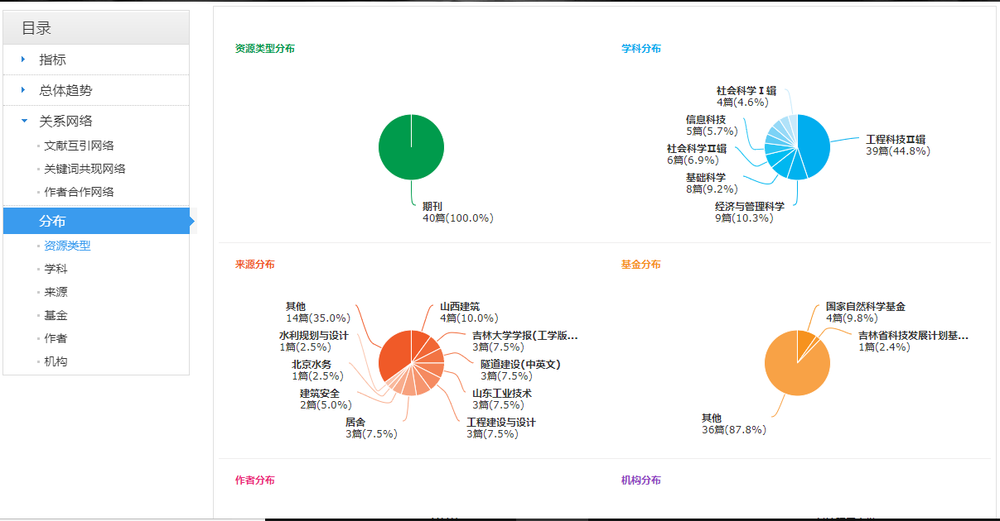 目录
指标
总体趋势
关系网络
文献互引网络
关键词共现网络
作者合作网络
分布
资源类型
学科
来源
基金
作者
机构
资源类型分布
期刊
40篇(100.0%)
学科分布
社会科学Ⅰ辑
4篇(4.6%)
信息科技
5篇(5.7%)
社会科学Ⅱ辑
6篇(6.9%)
基础科学
8篇(9.2%)
经济与管理科学
9篇(10.3%)
工程科技Ⅱ辑
39篇(44.8%)
来源分布
其他
14篇(35.0%)
水利规划与设计
1篇(2.5%)
北京水务
1篇(2.5%)
建筑安全
2篇(5.0%)
居舍
3篇(7.5%)
山西建筑
4篇(10.0%)
吉林大学学报(工学版...
3篇(7.5%)
隧道建设(中英文)
3篇(7.5%)
山东工业技术
3篇(7.5%)
工程建设与设计
3篇(7.5%)
基金分布
国家自然科学基金
4篇(9.8%)
吉林省科技发展计划基...
1篇(2.4%)
其他
36篇(87.8%)
作者分布
机构分布